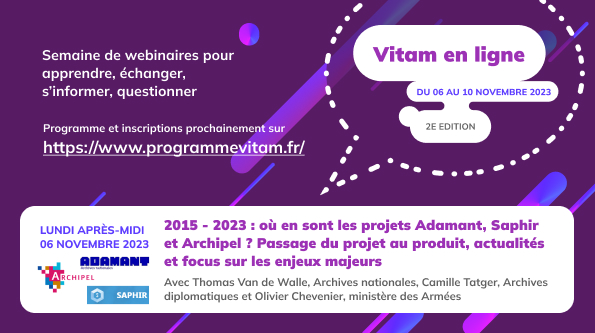 Semaine de webinaires pour
apprendre, échanger,
s'informer, questionner
Programme et inscriptions prochainement sur
https://www.programmevitam.fr/
Vitam en ligne
DU 06 AU 10 NOVEMBRE 2023
2E EDITION
LUNDI APRÈS-MIDI
06 NOVEMBRE 2023
ADAMANT
Archives nationales
ARCHIPEL
SAPHIR
2015 - 2023 : où en sont les projets Adamant, Saphir
et Archipel ? Passage du projet au produit, actualités
et focus sur les enjeux majeurs
Avec Thomas Van de Walle, Archives nationales, Camille Tatger, Archives
diplomatiques et Olivier Chevenier, ministère des Armées